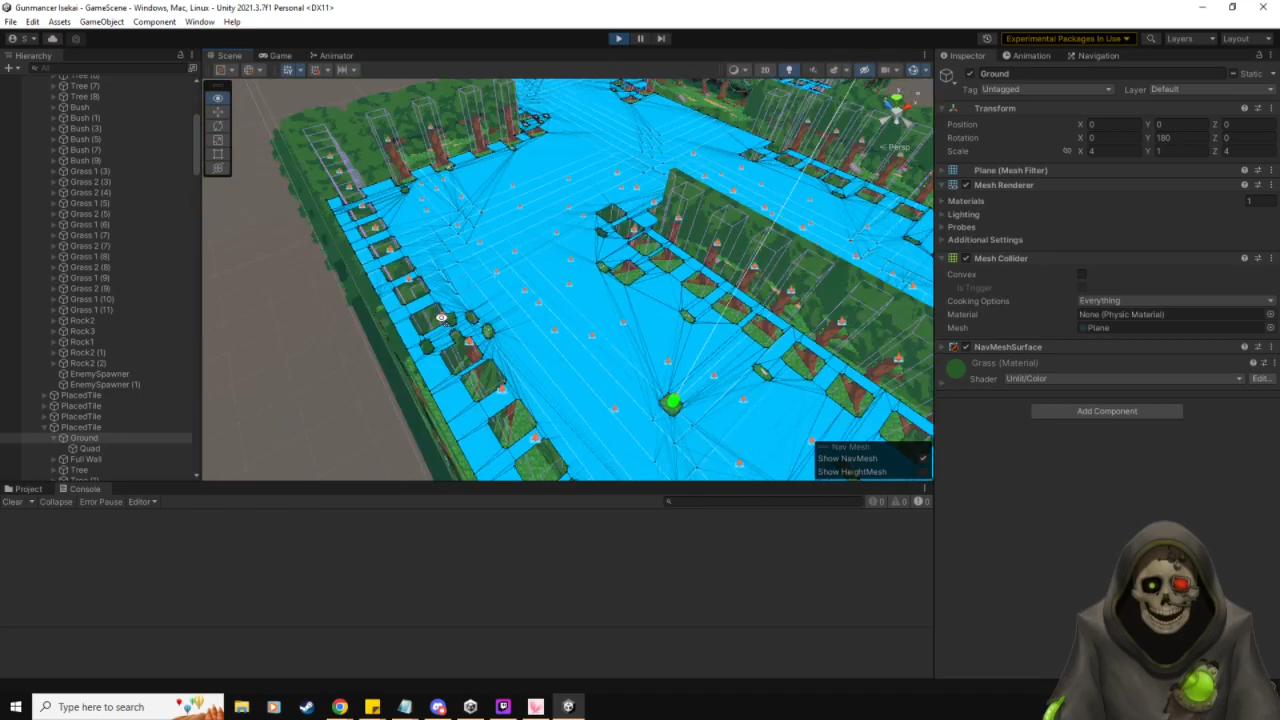 Gunmancer Isekai - GameScene - Windows, Mac, Linux - Unity 2021.3.7f1 Personal <DX11>
File Edit Assets GameObject Component Window Help
S
Experimental Packages In Use
Layers
Layout
Hierarchy
All
Tree (6)
Tree (7)
Tree (8)
Bush
Bush (1)
Bush (3)
Bush (5)
Bush (7)
Bush (9)
Grass 1 (3)
Grass 2 (3)
Grass 2 (4)
Grass 1 (5)
Grass 2 (5)
Grass 1 (6)
Grass 1 (7)
Grass 2 (7)
Grass 1 (8)
Grass 2 (8)
Grass 1 (9)
Grass 2 (9)
Grass 1 (10)
Grass 1 (11)
Rock2
Rock3
Rock1
Rock2 (1)
Rock2 (2)
EnemySpawner
EnemySpawner (1)
PlacedTile
PlacedTile
PlacedTile
PlacedTile
Ground
Quad
Full Wall
Tree
Scene Game Animator
2D
Persp
Nav Mesh
Show NavMesh
Show HeightMesh
Inspector Animation Navigation
Ground Static
Tag Untagged Layer Default
Transform
Position X 0 Y 0 Z 0
Rotation X 0 Y 180 Z 0
Scale X 4 Y 1 Z 4
Plane (Mesh Filter)
Mesh Renderer
Materials 1
Lighting
Probes
Additional Settings
Mesh Collider
Convex
Is Trigger
Cooking Options Everything
Material None (Physic Material)
Mesh Plane
NavMeshSurface
Grass (Material)
Shader Unlit/Color Edit...
Add Component
Project Console
Clear Collapse Error Pause Editor
0 0 0
Type here to search